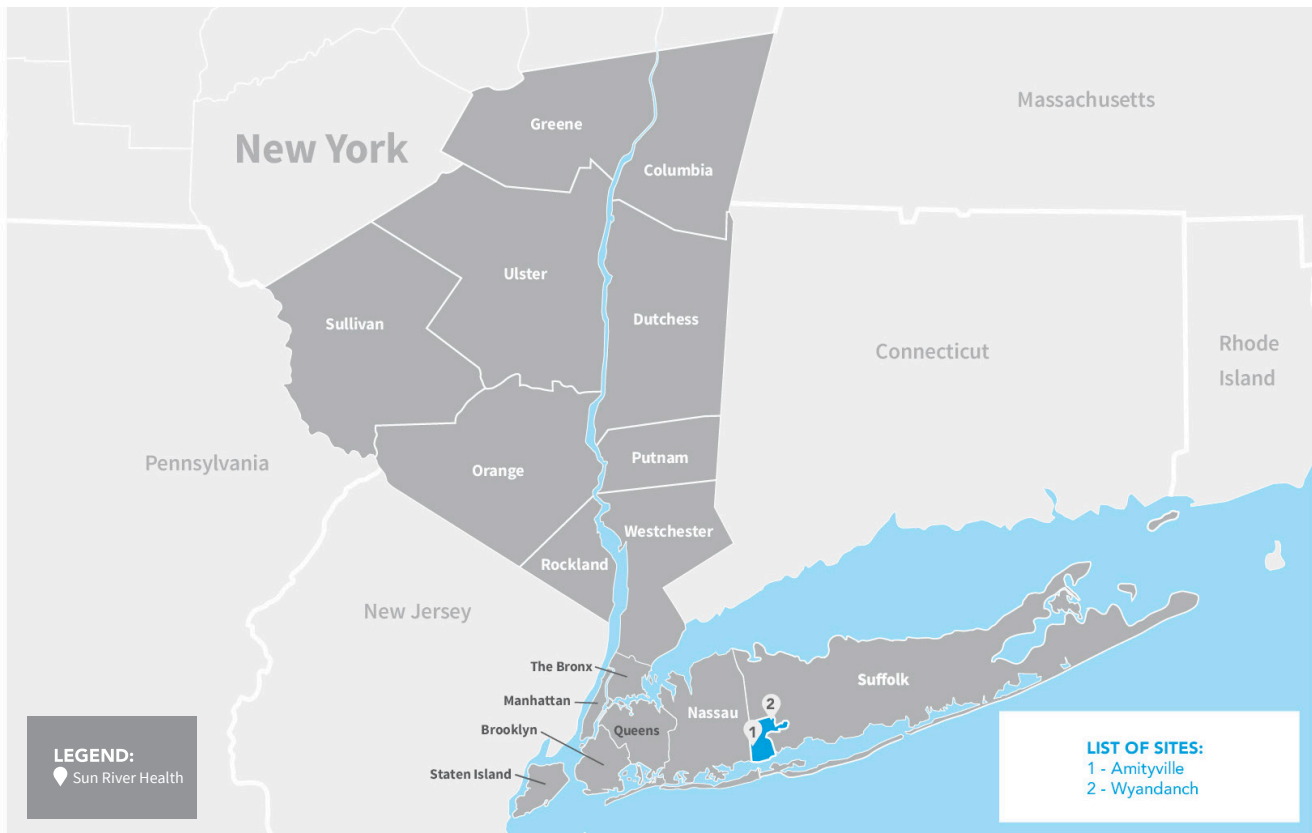 New York
Massachusetts
Greene
Columbia
Ulster
Sullivan
Dutchess
Connecticut
Rhode
Island
Pennsylvania
Orange
Putnam
Westchester
Rockland
New Jersey
The Bronx
Manhattan
Brooklyn
Queens
Staten Island
Nassau
Suffolk
2
1
LEGEND:
Sun River Health
LIST OF SITES:
1 - Amityville
2 - Wyandanch